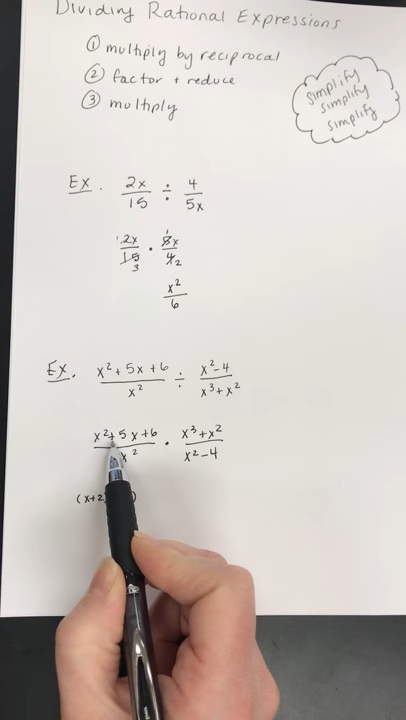 Dividing Rational Expressions
① multiply by reciprocal
② factor + reduce
③ multiply
simplify
simplify
simplify
Ex. 2x/15 ÷ 4/5x
2x/15 · 5x/4
1 1 3 2
x²/6
Ex. x²+5x+6/x² ÷ x²-4/x³+x²
x²+5x+6/x² · x³+x²/x²-4
(x+2) )